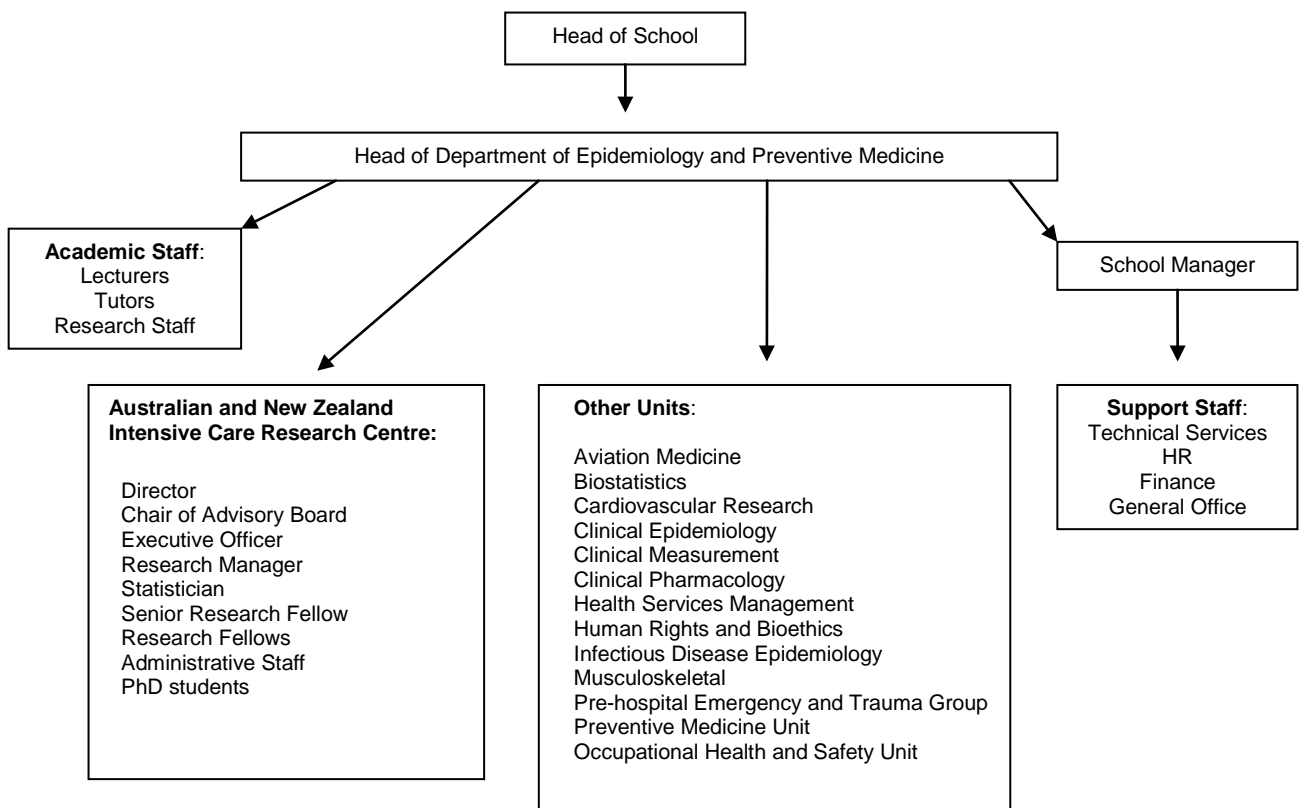 Head of School
Head of Department of Epidemiology and Preventive Medicine
Academic Staff:
Lecturers
Tutors
Research Staff
School Manager
Australian and New Zealand
Intensive Care Research Centre:
Director
Chair of Advisory Board
Executive Officer
Research Manager
Statistician
Senior Research Fellow
Research Fellows
Administrative Staff
PhD students
Other Units:
Aviation Medicine
Biostatistics
Cardiovascular Research
Clinical Epidemiology
Clinical Measurement
Clinical Pharmacology
Health Services Management
Human Rights and Bioethics
Infectious Disease Epidemiology
Musculoskeletal
Pre-hospital Emergency and Trauma Group
Preventive Medicine Unit
Occupational Health and Safety Unit
Support Staff:
Technical Services
HR
Finance
General Office